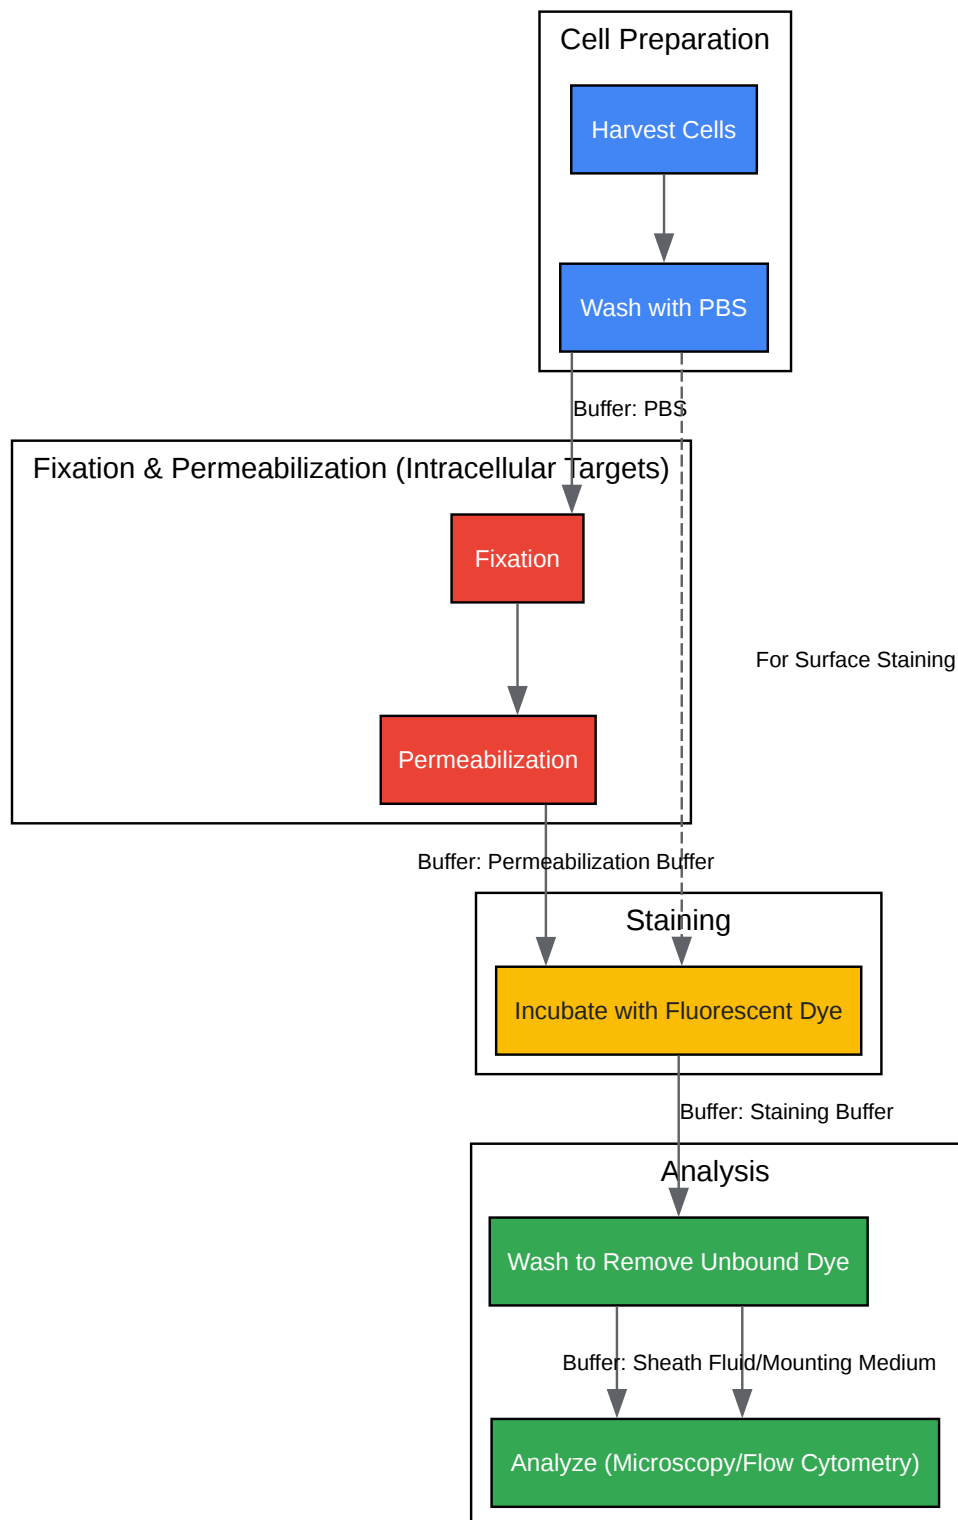 Cell Preparation
Harvest Cells
Wash with PBS
Buffer: PBS
Fixation & Permeabilization (Intracellular Targets)
Fixation
For Surface Staining
Permeabilization
Buffer: Permeabilization Buffer
Staining
Incubate with Fluorescent Dye
Buffer: Staining Buffer
Analysis
Wash to Remove Unbound Dye
Buffer: Sheath Fluid/Mounting Medium
Analyze (Microscopy/Flow Cytometry)